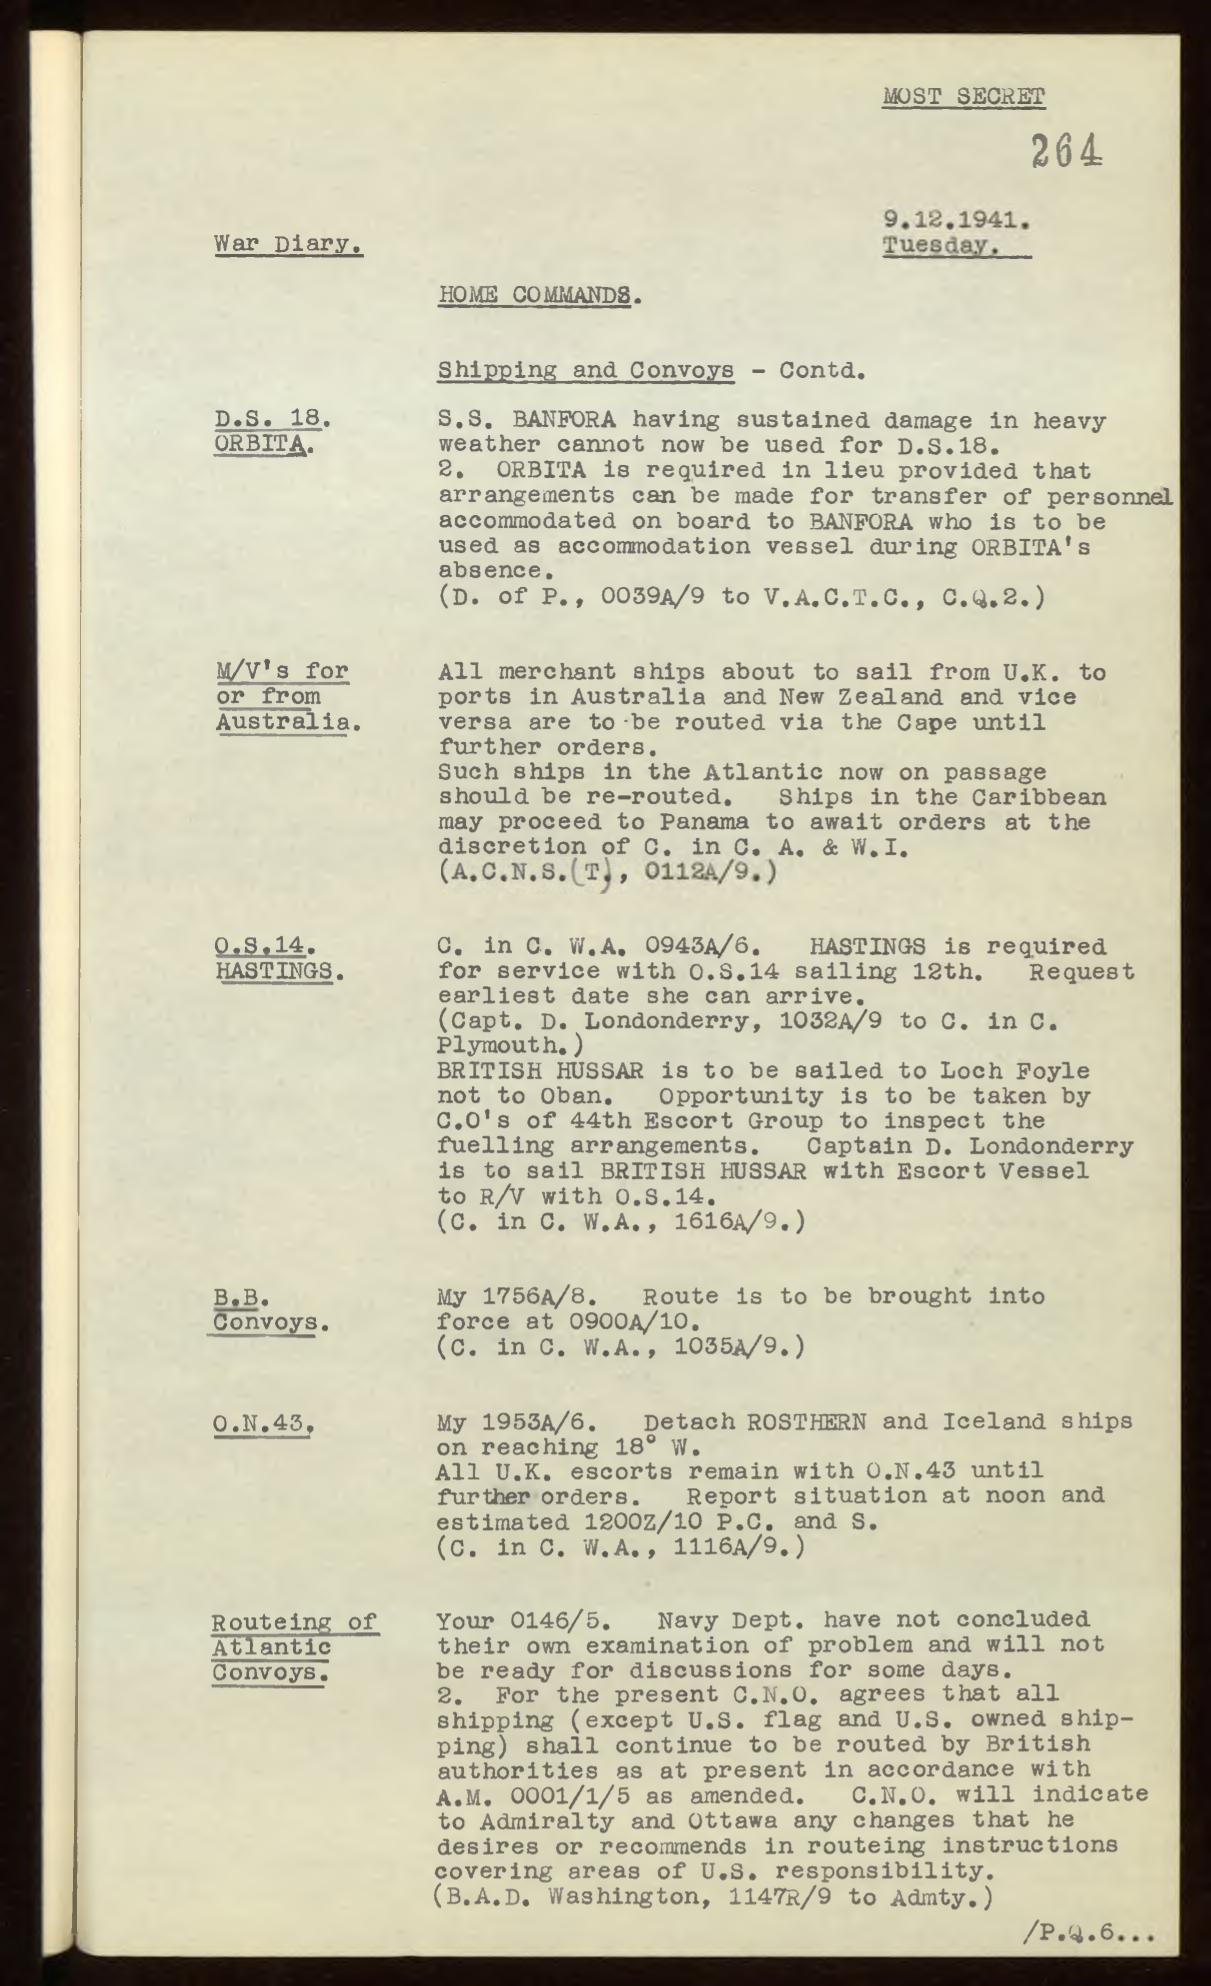 MOST SECRET
264
9.12.1941.
War Diary.
Tuesday.
HOME COMMANDS.
Shipping and Convoys - Contd.
D.S. 18.
ORBITA.
S.S. BANFORA having sustained damage in heavy
weather cannot now be used for D.S.18.
2. ORBITA is required in lieu provided that
arrangements can be made for transfer of personnel
accommodated on board to BANFORA who is to be
used as accommodation vessel during ORBITA's
absence.
(D. of P., 0039A/9 to V.A.C.T.C., C.Q.2.)
M/V's for
or from
Australia.
All merchant ships about to sail from U.K. to
ports in Australia and New Zealand and vice
versa are to be routed via the Cape until
further orders.
Such ships in the Atlantic now on passage
should be re-routed. Ships in the Caribbean
may proceed to Panama to await orders at the
discretion of C. in C. A. & W.I.
(A.C.N.S.(T), 0112A/9.)
O.S.14.
HASTINGS.
C. in C. W.A. 0943A/6. HASTINGS is required
for service with O.S.14 sailing 12th. Request
earliest date she can arrive.
(Capt. D. Londonderry, 1032A/9 to C. in C.
Plymouth.)
BRITISH HUSSAR is to be sailed to Loch Foyle
not to Oban. Opportunity is to be taken by
C.O's of 44th Escort Group to inspect the
fuelling arrangements. Captain D. Londonderry
is to sail BRITISH HUSSAR with Escort Vessel
to R/V with O.S.14.
(C. in C. W.A., 1616A/9.)
B.B.
Convoys.
My 1756A/8. Route is to be brought into
force at 0900A/10.
(C. in C. W.A., 1035A/9.)
O.N.43.
My 1953A/6. Detach ROSTHERN and Iceland ships
on reaching 18° W.
All U.K. escorts remain with O.N.43 until
further orders. Report situation at noon and
estimated 1200Z/10 P.C. and S.
(C. in C. W.A., 1116A/9.)
Routeing of
Atlantic
Convoys.
Your 0146/5. Navy Dept. have not concluded
their own examination of problem and will not
be ready for discussions for some days.
2. For the present C.N.O. agrees that all
shipping (except U.S. flag and U.S. owned ship-
ping) shall continue to be routed by British
authorities as at present in accordance with
A.M. 0001/1/5 as amended. C.N.O. will indicate
to Admiralty and Ottawa any changes that he
desires or recommends in routeing instructions
covering areas of U.S. responsibility.
(B.A.D. Washington, 1147R/9 to Admty.)
/P.Q.6...